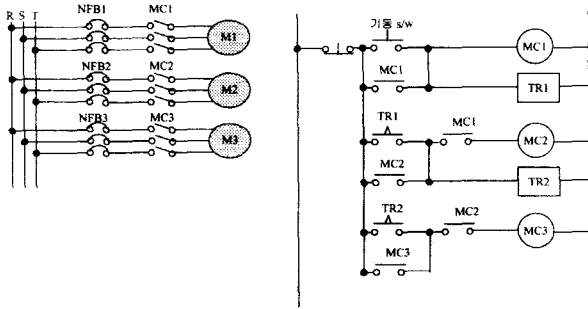 R S T
NFB1 MC1
M1
NFB2 MC2
M2
NFB3 MC3
M3
기동 s/w
MC1
MC1
TR1
TR1
MC1
MC2
MC2
TR2
TR2
MC2
MC3
MC3